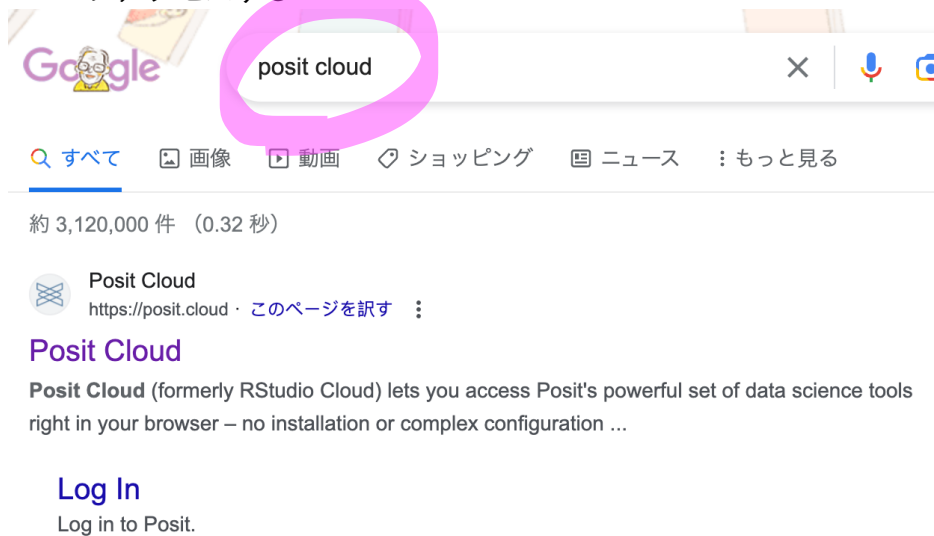 Google
posit cloud
すべて 画像 動画 ショッピング ニュース もっと見る
約 3,120,000 件 （0.32 秒）
Posit Cloud
https://posit.cloud · このページを訳す
Posit Cloud
Posit Cloud (formerly RStudio Cloud) lets you access Posit's powerful set of data science tools
right in your browser – no installation or complex configuration ...
Log In
Log in to Posit.